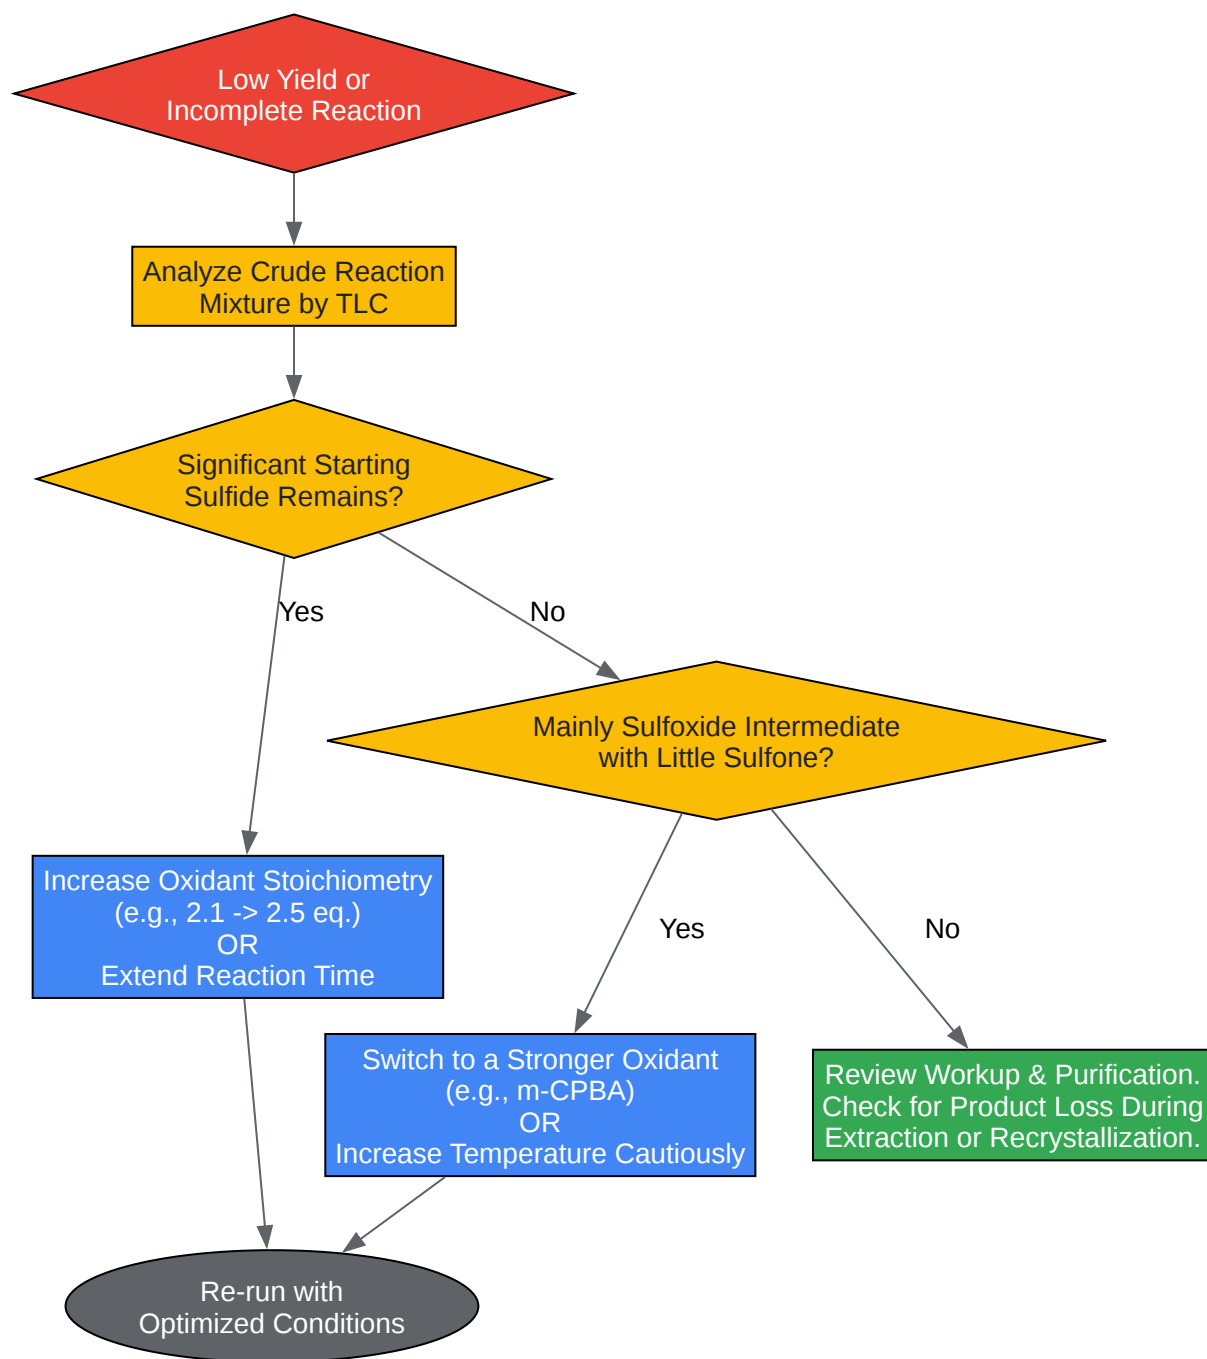 Low Yield or
Incomplete Reaction
Analyze Crude Reaction
Mixture by TLC
Significant Starting
Sulfide Remains?
Yes
No
Mainly Sulfoxide Intermediate
with Little Sulfone?
Increase Oxidant Stoichiometry
(e.g., 2.1 -> 2.5 eq.)
OR
Extend Reaction Time
Yes
No
Switch to a Stronger Oxidant
(e.g., m-CPBA)
OR
Increase Temperature Cautiously
Review Workup & Purification.
Check for Product Loss During
Extraction or Recrystallization.
Re-run with
Optimized Conditions